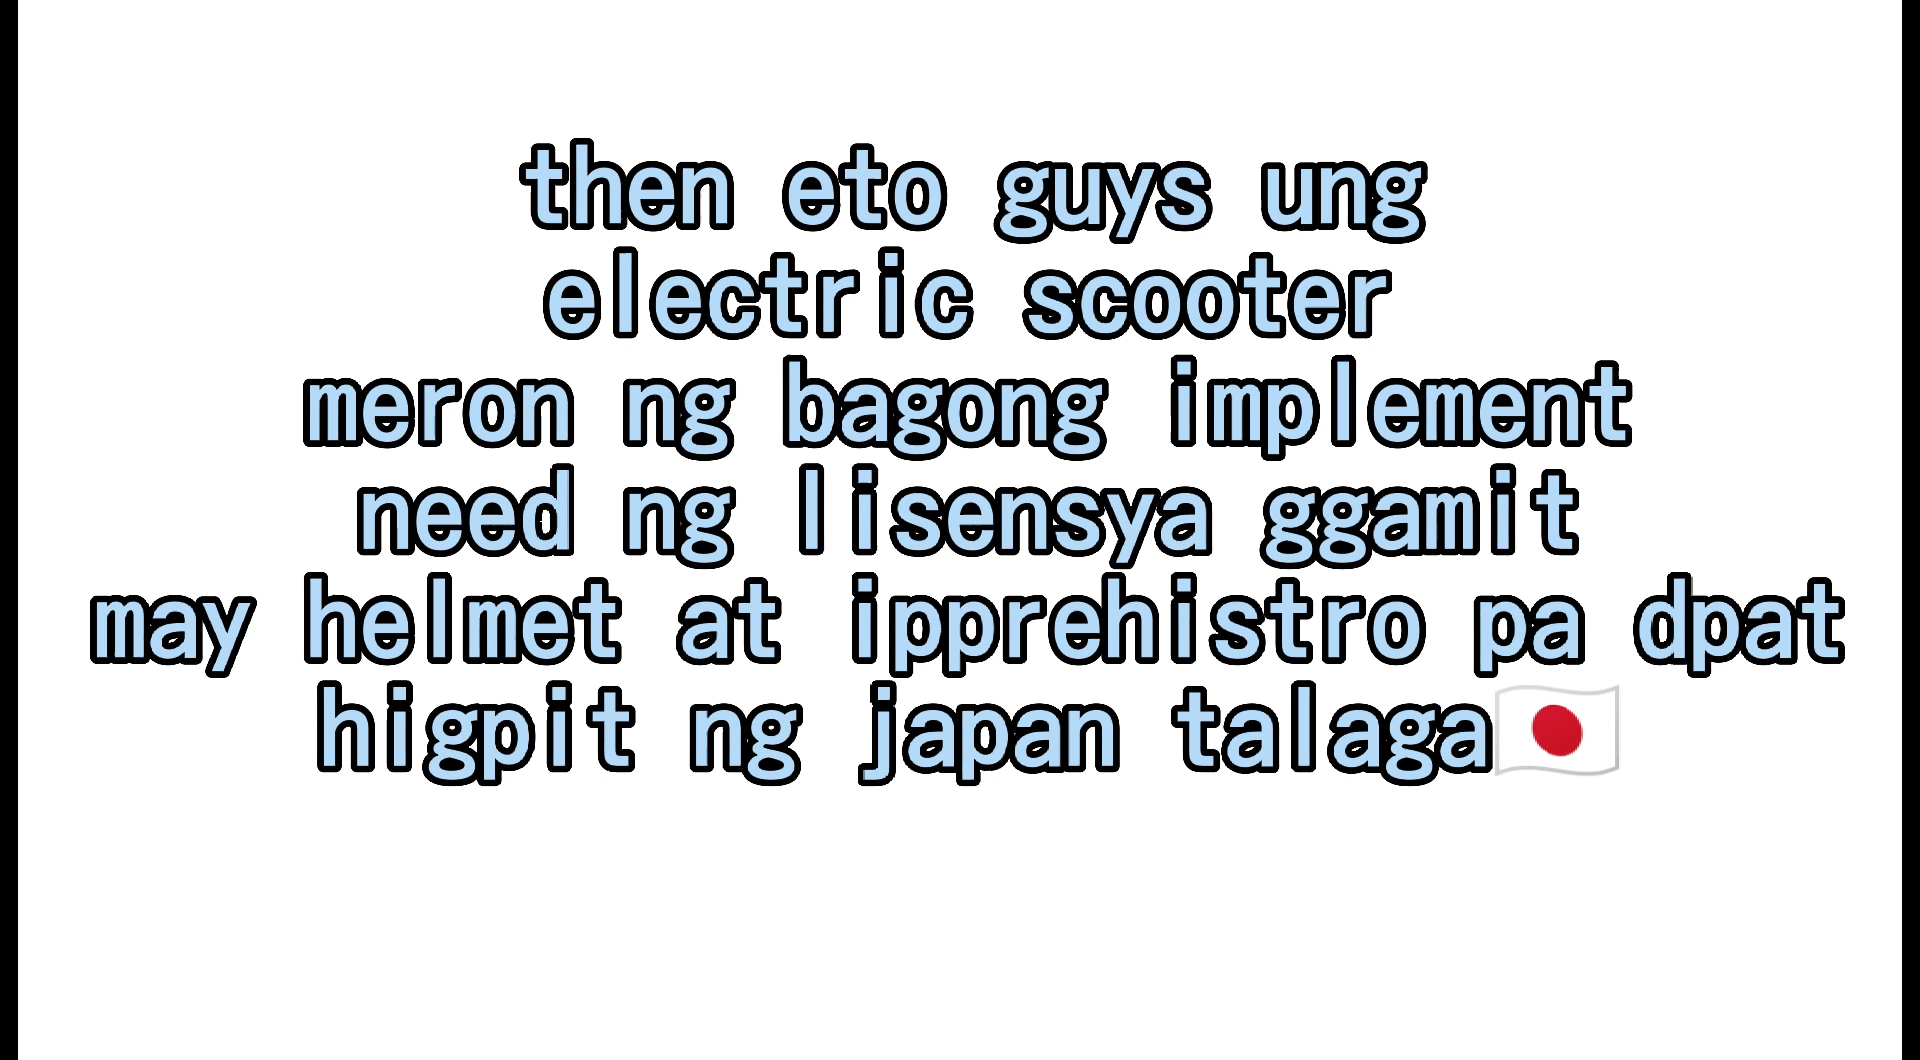 then eto guys ung
electric scooter
meron ng bagong implement
need ng lisensya ggamit
may helmet at ipprehistro pa dpat
higpit ng japan talaga🇯🇵